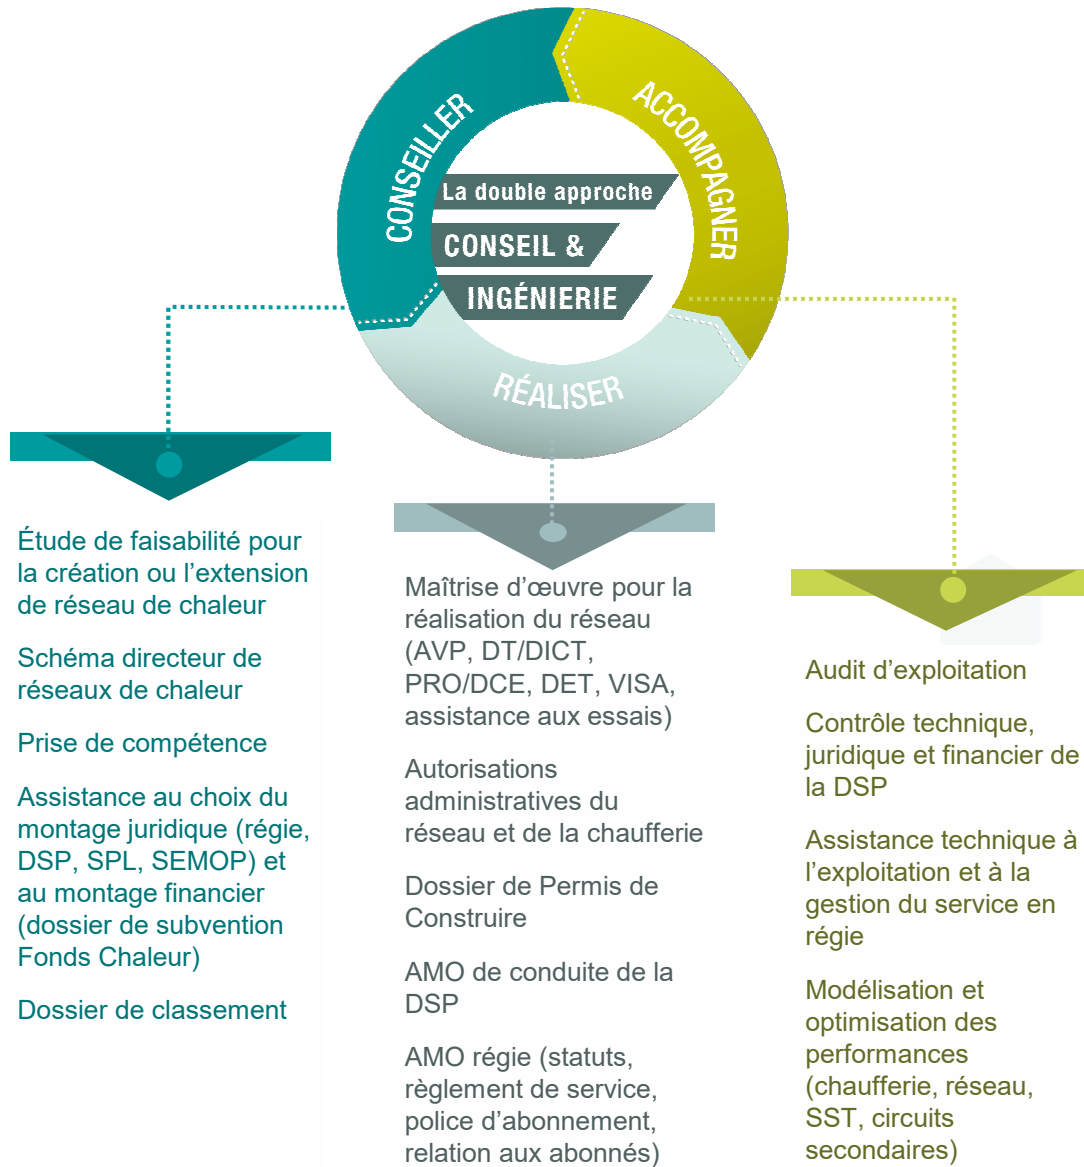 CONSEILLER
ACCOMPAGNER
La double approche
CONSEIL &
INGÉNIERIE
RÉALISER
Étude de faisabilité pour
la création ou l’extension
de réseau de chaleur
Schéma directeur de
réseaux de chaleur
Prise de compétence
Assistance au choix du
montage juridique (régie,
DSP, SPL, SEMOP) et
au montage financier
(dossier de subvention
Fonds Chaleur)
Dossier de classement
Maîtrise d’œuvre pour la
réalisation du réseau
(AVP, DT/DICT,
PRO/DCE, DET, VISA,
assistance aux essais)
Autorisations
administratives du
réseau et de la chaufferie
Dossier de Permis de
Construire
AMO de conduite de la
DSP
AMO régie (statuts,
règlement de service,
police d’abonnement,
relation aux abonnés)
Audit d’exploitation
Contrôle technique,
juridique et financier de
la DSP
Assistance technique à
l’exploitation et à la
gestion du service en
régie
Modélisation et
optimisation des
performances
(chaufferie, réseau,
SST, circuits
secondaires)